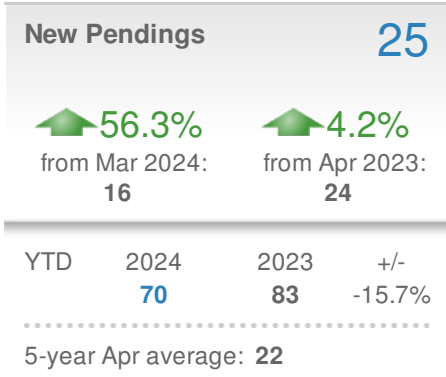 New Pendings 25
56.3% 4.2%
from Mar 2024: from Apr 2023:
16 24
YTD 2024 2023 +/-
70 83 -15.7%
5-year Apr average: 22